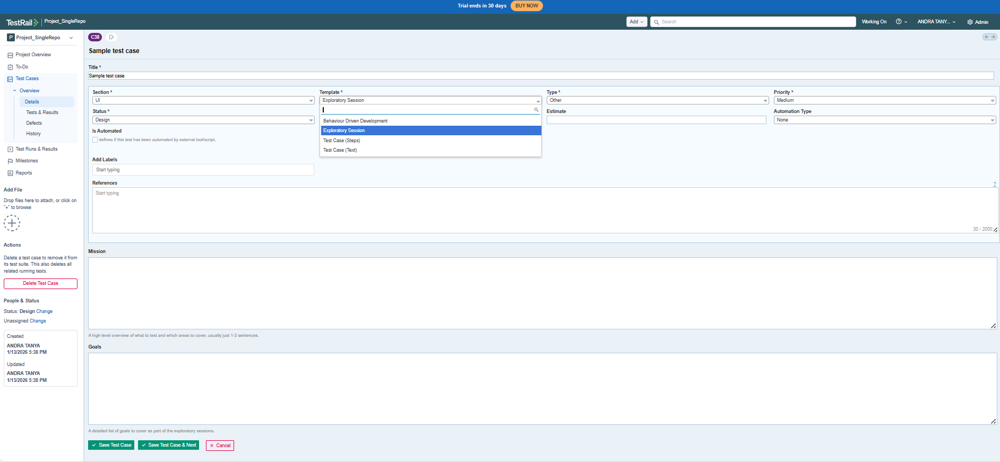 Trial ends in 30 days BUY NOW
TestRail Project_SingleRepo Add Search Working On ANDRA TANY... Admin
P Project_SingleRepo
Project Overview
To-Do
Test Cases
Overview
Details
Tests & Results
Defects
History
Test Runs & Results
Milestones
Reports
Add File
Drop files here to attach, or click on
"+" to browse
Actions
Delete a test case to remove it from
its test suite. This also deletes all
related running tests.
Delete Test Case
People & Status
Status: Design Change
Unassigned Change
Created
ANDRA TANYA
1/13/2026 5:38 PM
Updated
ANDRA TANYA
1/13/2026 5:38 PM
C38
Sample test case
Title *
Sample test case
Section *
UI
Template *
Exploratory Session
Behaviour Driven Development
Exploratory Session
Test Case (Steps)
Test Case (Text)
Type *
Other
Priority *
Medium
Status *
Design
Estimate
Automation Type
None
Is Automated
defines if this test has been automated by external tool/script.
Add Labels
Start typing
References
?
Start typing
30 / 2000
Mission
A high-level overview of what to test and which areas to cover, usually just 1-2 sentences.
Goals
A detailed list of goals to cover as part of the exploratory sessions.
Save Test Case Save Test Case & Next Cancel